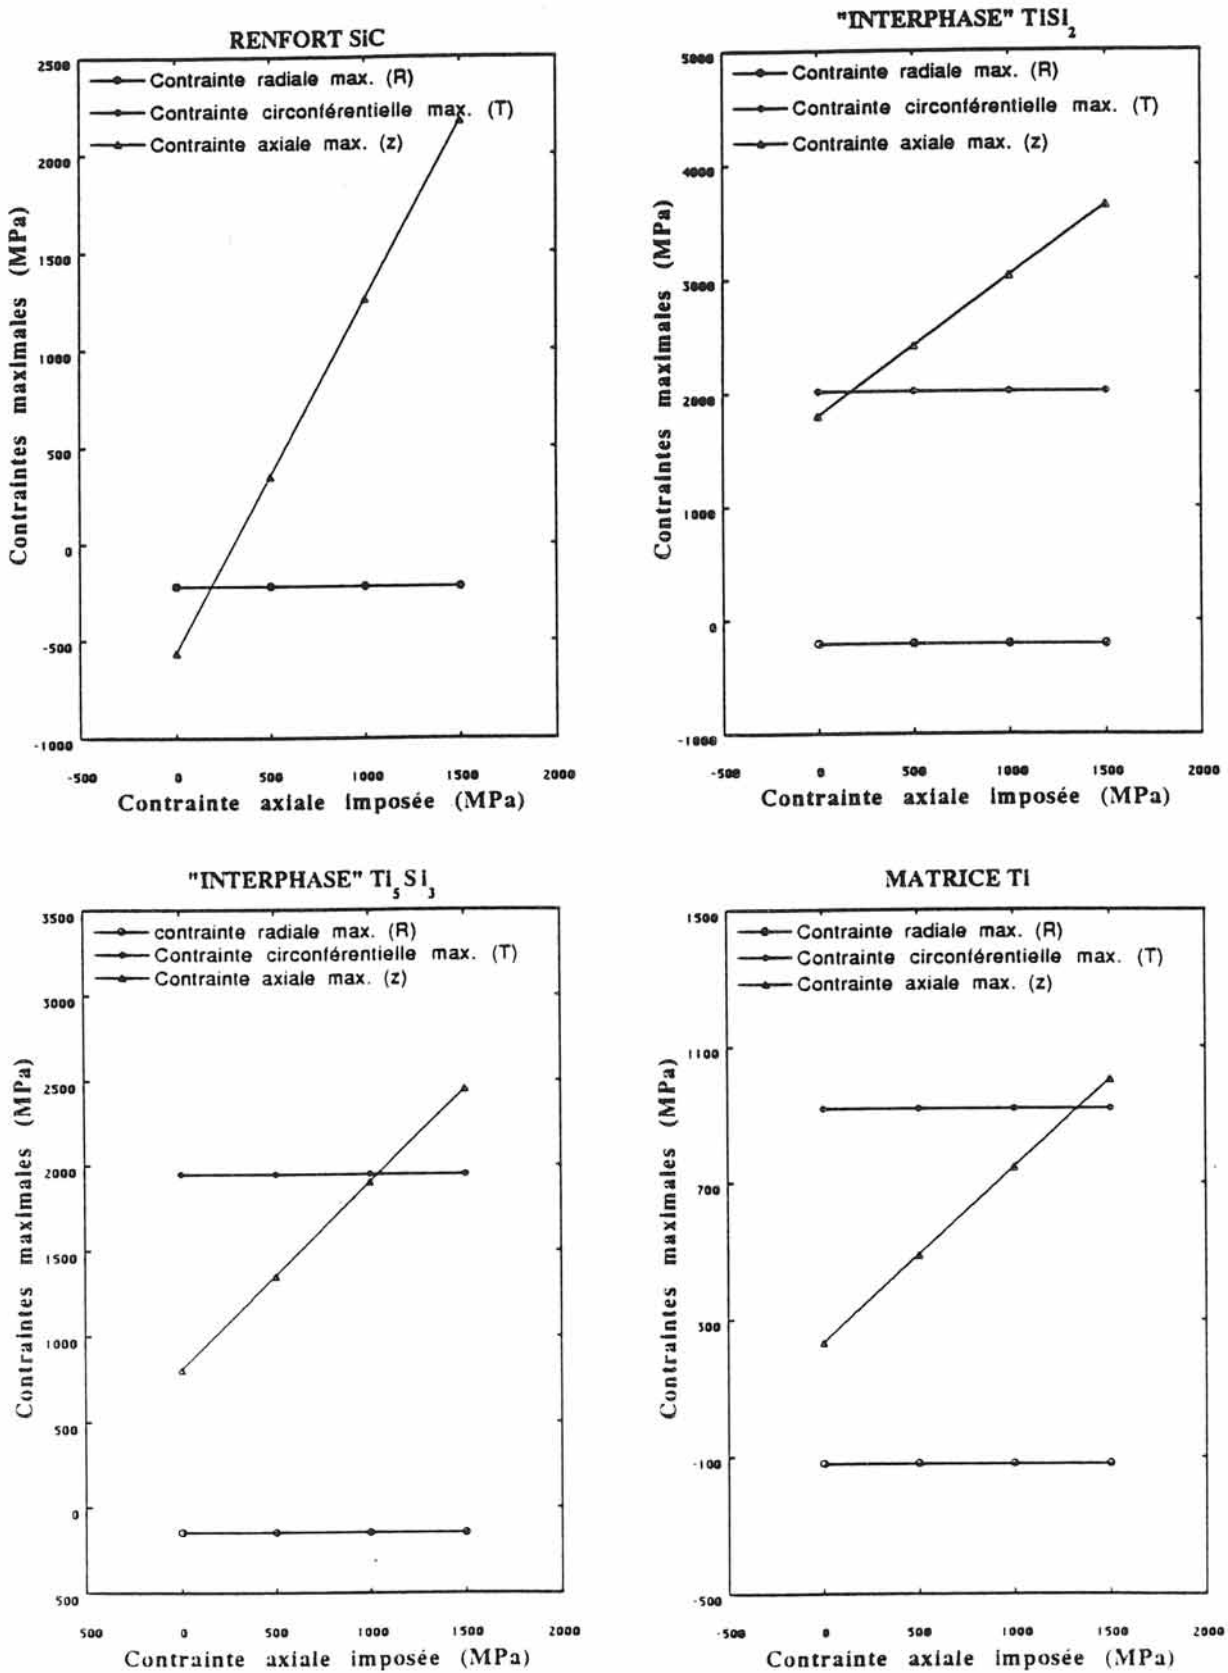 RENFORT SiC
2500
Contrainte radiale max. (R)
Contrainte circonférentielle max. (T)
Contrainte axiale max. (z)
2000
1500
1000
500
0
-500
-1000
Contraintes maximales (MPa)
-500 0 500 1000 1500 2000
Contrainte axiale imposée (MPa)
"INTERPHASE" TiSi2
5000
Contrainte radiale max. (R)
Contrainte circonférentielle max. (T)
Contrainte axiale max. (z)
4000
3000
2000
1000
0
-1000
Contraintes maximales (MPa)
-500 0 500 1000 1500 2000
Contrainte axiale imposée (MPa)
"INTERPHASE" Ti5Si3
3500
contrainte radiale max. (R)
Contrainte circonférentielle max. (T)
Contrainte axiale max. (z)
3000
2500
2000
1500
1000
500
0
500
Contraintes maximales (MPa)
500 0 500 1000 1500 2000
Contrainte axiale imposée (MPa)
MATRICE Ti
1500
Contrainte radiale max. (R)
Contrainte circonférentielle max. (T)
Contrainte axiale max. (z)
1100
700
300
-100
-500
Contraintes maximales (MPa)
-500 0 500 1000 1500 2000
Contrainte axiale imposée (MPa)